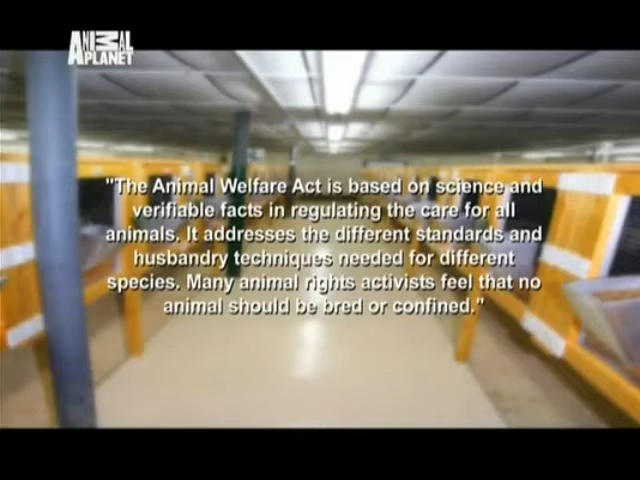 ANIMAL
PLANET
"The Animal Welfare Act is based on science and
verifiable facts in regulating the care for all
animals. It addresses the different standards and
husbandry techniques needed for different
species. Many animal rights activists feel that no
animal should be bred or confined."